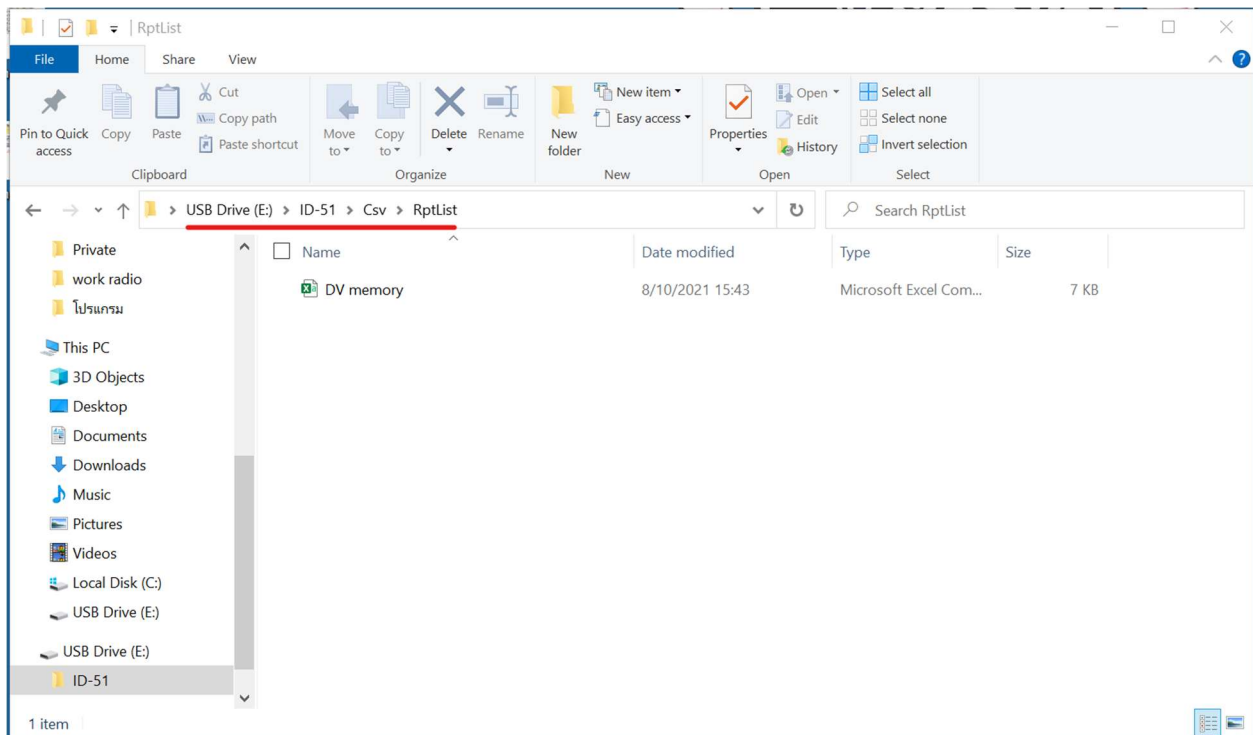 RptList
File Home Share View
Pin to Quick access
Copy
Paste
Cut
Copy path
Paste shortcut
Clipboard
Move to
Copy to
Delete
Rename
Organize
New folder
New item
Easy access
New
Properties
Open
Edit
History
Open
Select all
Select none
Invert selection
Select
USB Drive (E:) > ID-51 > Csv > RptList
Search RptList
Name Date modified Type Size
DV memory 8/10/2021 15:43 Microsoft Excel Com... 7 KB
Private
work radio
โปรแกรม
This PC
3D Objects
Desktop
Documents
Downloads
Music
Pictures
Videos
Local Disk (C:)
USB Drive (E:)
USB Drive (E:)
ID-51
1 item